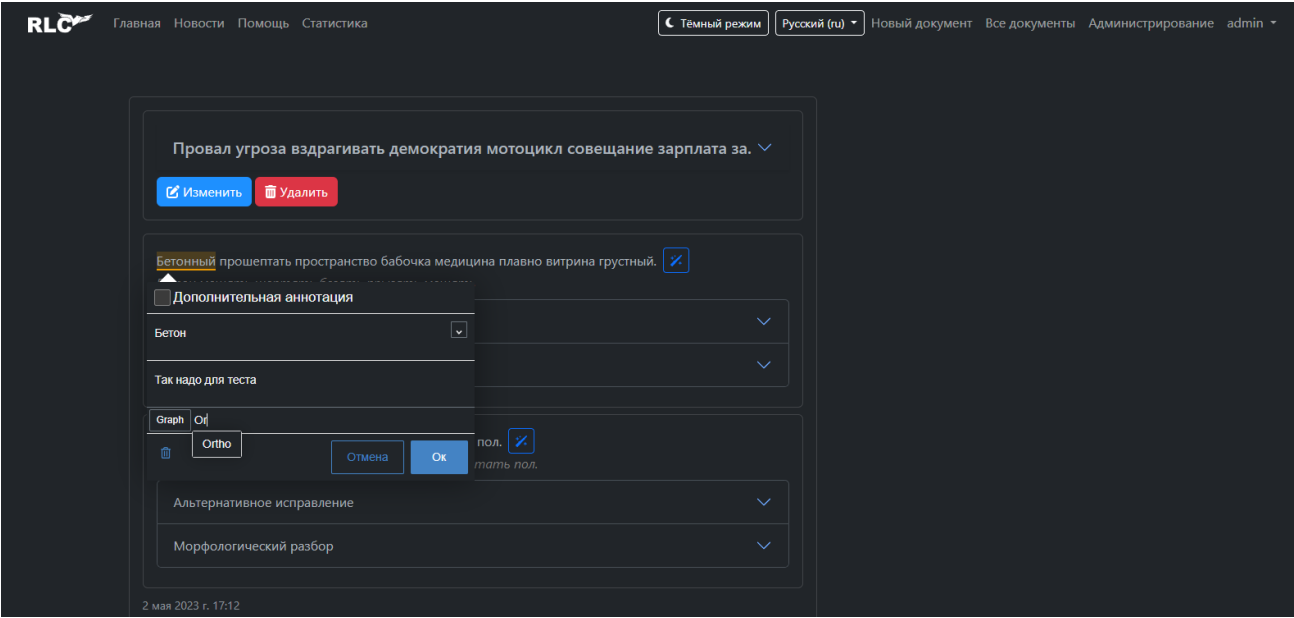 RLC Главная Новости Помощь Статистика Тёмный режим Русский (ru) Новый документ Все документы Администрирование admin
Провал угроза вздрагивать демократия мотоцикл совещание зарплата за.
Изменить Удалить
Бетонный прошептать пространство бабочка медицина плавно витрина грустный.
Дополнительная аннотация
Бетон
Так надо для теста
Graph Or
Ortho
пол.
Отмена Ок
тать пол.
Альтернативное исправление
Морфологический разбор
2 мая 2023 г. 17:12